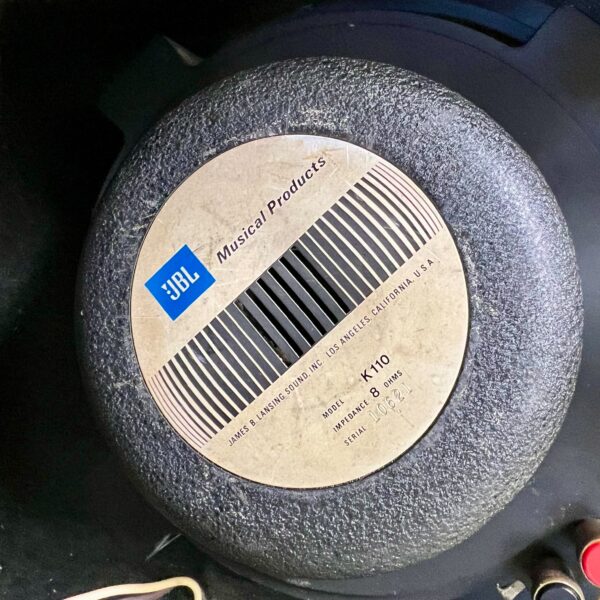 JBL
Musical Products
JAMES B. LANSING SOUND, INC. LOS ANGELES, CALIFORNIA, U.S.A.
MODEL K110
IMPEDANCE 8 OHMS
SERIAL